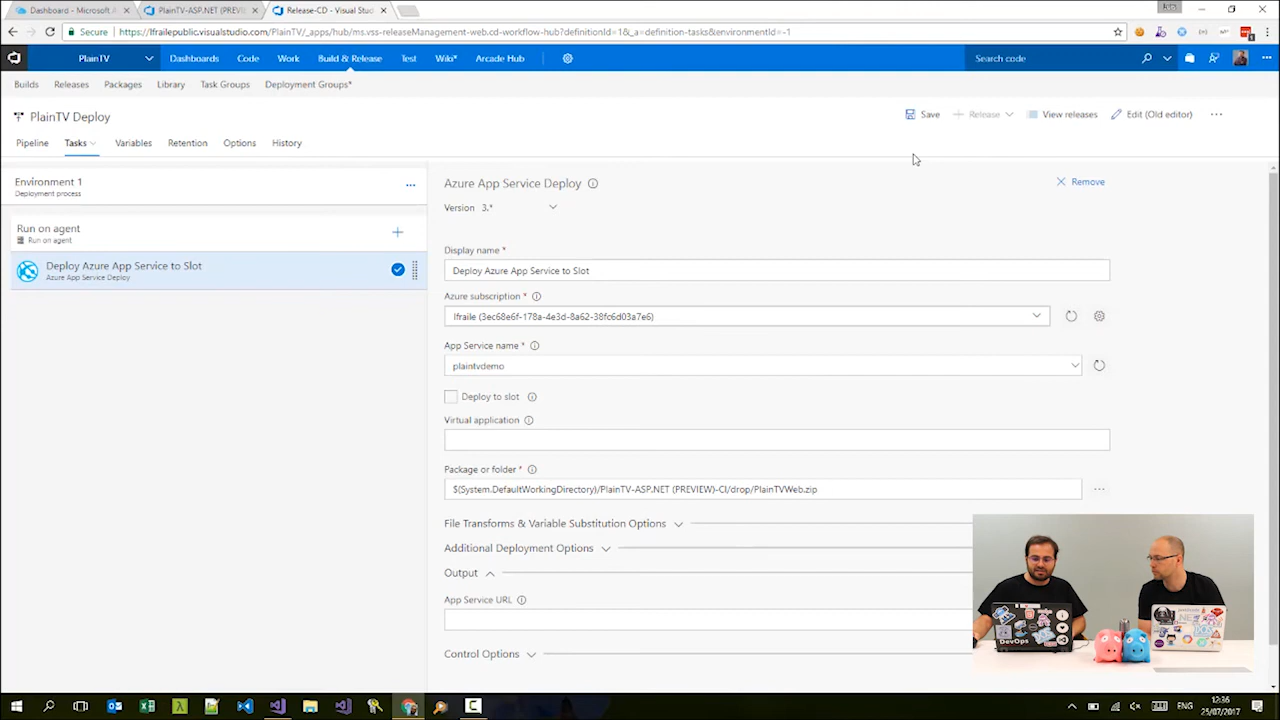 Dashboard - Microsoft A
PlainTV-ASP.NET (PREVIEW
Release-CD - Visual Stud
Secure
https://lfrailepublic.visualstudio.com/PlainTV/_apps/hub/ms.vss-releaseManagement-web.cd-workflow-hub?definitionId=1&_a=definition-tasks&environmentId=-1
PlainTV
Dashboards
Code
Work
Build & Release
Test
Wiki*
Arcade Hub
Search code
Builds
Releases
Packages
Library
Task Groups
Deployment Groups*
PlainTV Deploy
Save
Release
View releases
Edit (Old editor)
Pipeline
Tasks
Variables
Retention
Options
History
Environment 1
Deployment process
Run on agent
Run on agent
Deploy Azure App Service to Slot
Azure App Service Deploy
Azure App Service Deploy
Remove
Version 3.*
Display name *
Deploy Azure App Service to Slot
Azure subscription *
lfraile (3ec68e6f-178a-4e3d-8a62-38fc6d03a7e6)
App Service name *
plaintvdemo
Deploy to slot
Virtual application
Package or folder *
$(System.DefaultWorkingDirectory)/PlainTV-ASP.NET (PREVIEW)-CI/drop/PlainTVWeb.zip
File Transforms & Variable Substitution Options
Additional Deployment Options
Output
App Service URL
Control Options
DevOps
ENG
12:36
25/07/2017